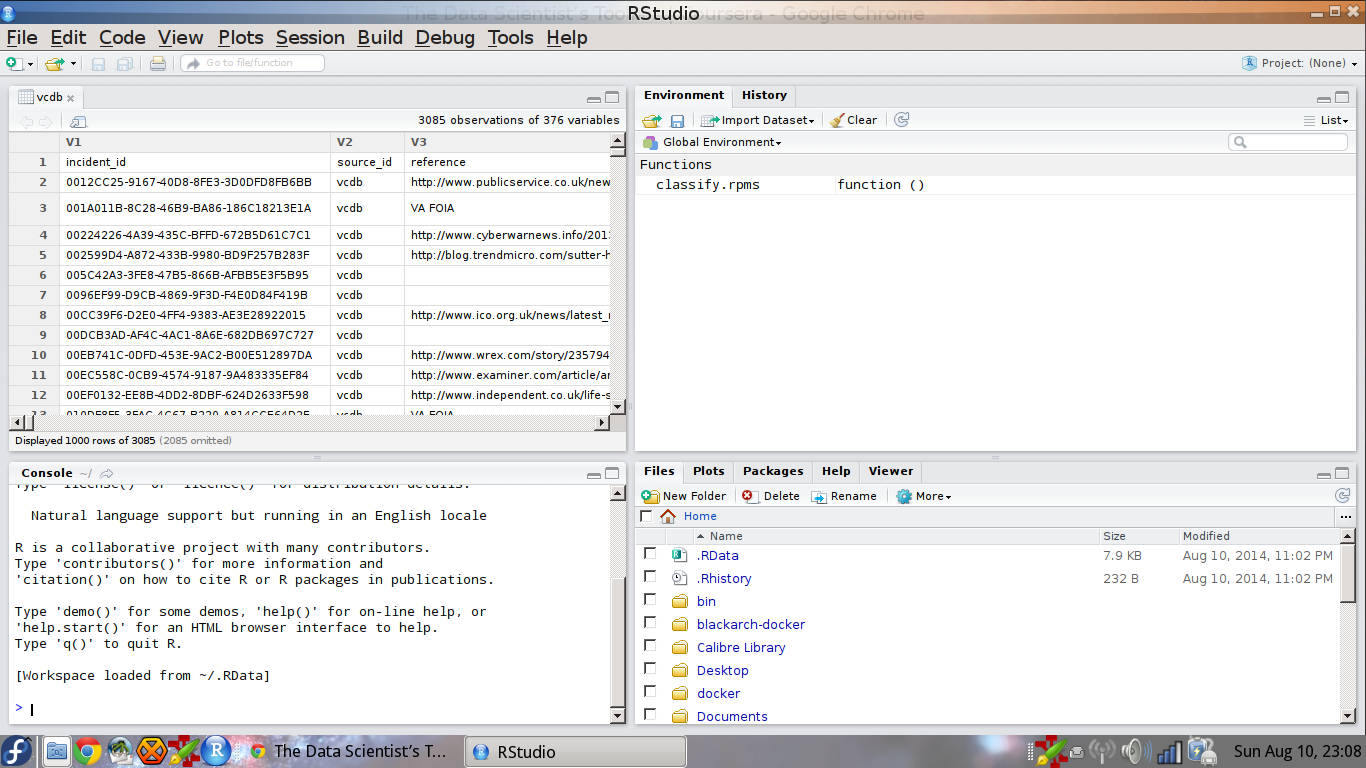 The Data Scientist's Too RStudio oursera - Google Chrome
File Edit Code View Plots Session Build Debug Tools Help
Go to file/function
Project: (None)
vcdb
3085 observations of 376 variables
V1 V2 V3
1 incident_id source_id reference
2 0012CC25-9167-40D8-8FE3-3D0DFD8FB6BB vcdb http://www.publicservice.co.uk/new
3 001A011B-8C28-46B9-BA86-186C18213E1A vcdb VA FOIA
4 00224226-4A39-435C-BFFD-672B5D61C7C1 vcdb http://www.cyberwarnews.info/201
5 002599D4-A872-433B-9980-BD9F257B283F vcdb http://blog.trendmicro.com/sutter-h
6 005C42A3-3FE8-47B5-866B-AFBB5E3F5B95 vcdb
7 0096EF99-D9CB-4869-9F3D-F4E0D84F419B vcdb
8 00CC39F6-D2E0-4FF4-9383-AE3E28922015 vcdb http://www.ico.org.uk/news/latest_
9 00DCB3AD-AF4C-4AC1-8A6E-682DB697C727 vcdb
10 00EB741C-0DFD-453E-9AC2-B00E512897DA vcdb http://www.wrex.com/story/235794
11 00EC558C-0CB9-4574-9187-9A483335EF84 vcdb http://www.examiner.com/article/a
12 00EF0132-EE8B-4DD2-8DBF-624D2633F598 vcdb http://www.independent.co.uk/life-s
13 vcdb VA FOIA
Displayed 1000 rows of 3085 (2085 omitted)
Environment History
Import Dataset Clear List
Global Environment
Functions
classify.rpms function ()
Console ~/
Type 'license()' or 'licence()' for distribution details.
Natural language support but running in an English locale
R is a collaborative project with many contributors.
Type 'contributors()' for more information and
'citation()' on how to cite R or R packages in publications.
Type 'demo()' for some demos, 'help()' for on-line help, or
'help.start()' for an HTML browser interface to help.
Type 'q()' to quit R.
[Workspace loaded from ~/.RData]
>
Files Plots Packages Help Viewer
New Folder Delete Rename More
Home ...
Name Size Modified
.RData 7.9 KB Aug 10, 2014, 11:02 PM
.Rhistory 232 B Aug 10, 2014, 11:02 PM
bin
blackarch-docker
Calibre Library
Desktop
docker
Documents
The Data Scientist's T... RStudio Sun Aug 10, 23:08